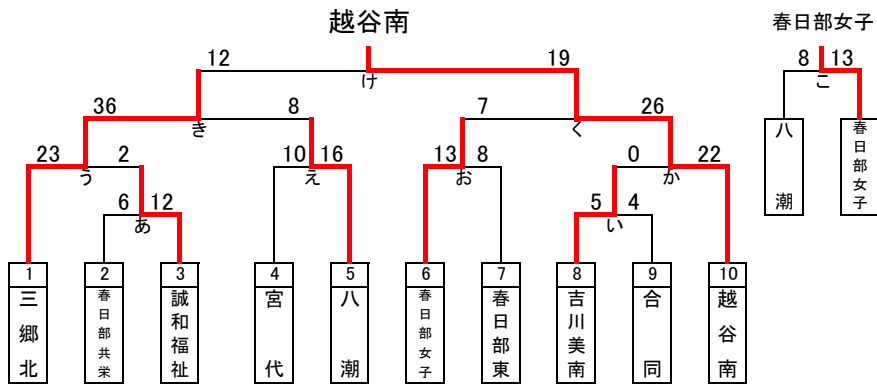 越谷南
春日部女子
12 19
け
8 13
こ
36 8 7 26
き く
八潮
春日部女子
23 2 10 16 13 8 0 22
う え お か
6 12 5 4
あ い
1 2 3 4 5 6 7 8 9 10
三郷北
春日部共栄
誠和福祉
宮代
八潮
春日部女子
春日部東
吉川美南
合同
越谷南